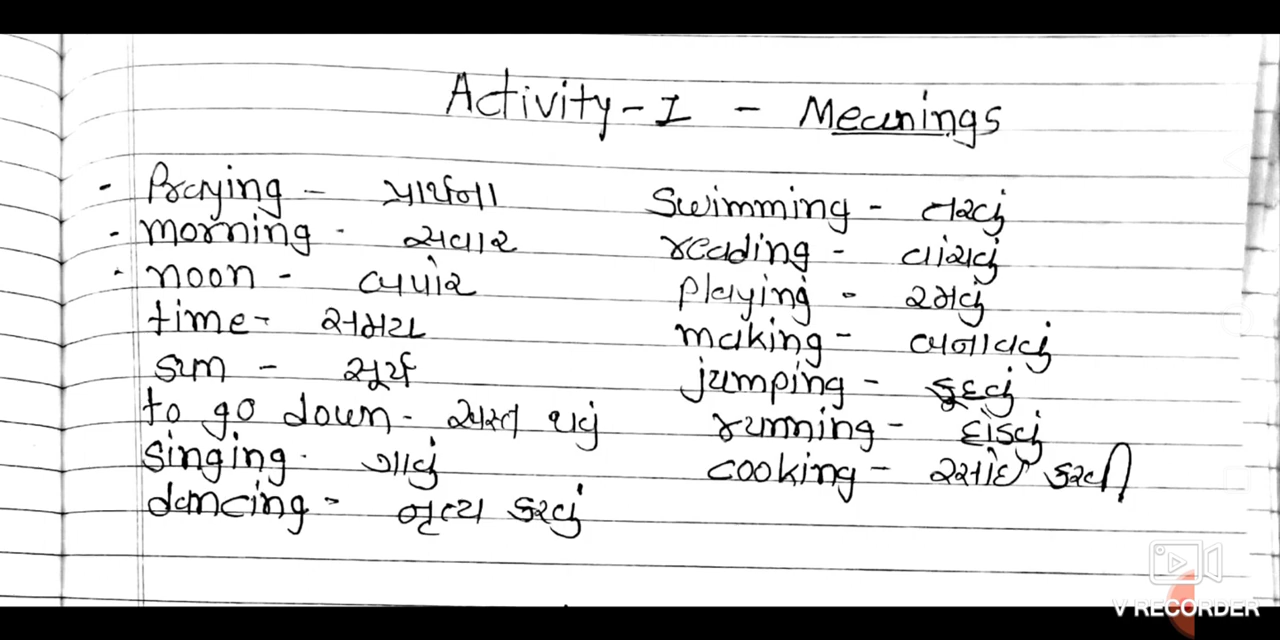 Activity-I - Meanings
- Praying - પ્રાર્થના
- morning - સવાર
- noon - બપોર
time - સમય
sun - સૂર્ય
to go down - અસ્ત થવું
singing - ગાવું
dancing - નૃત્ય કરવું
swimming - તરવું
reading - વાંચવું
playing - રમવું
making - બનાવવું
jumping - કુદવું
running - દોડવું
cooking - રસોઈ કરવી
V RECORDER